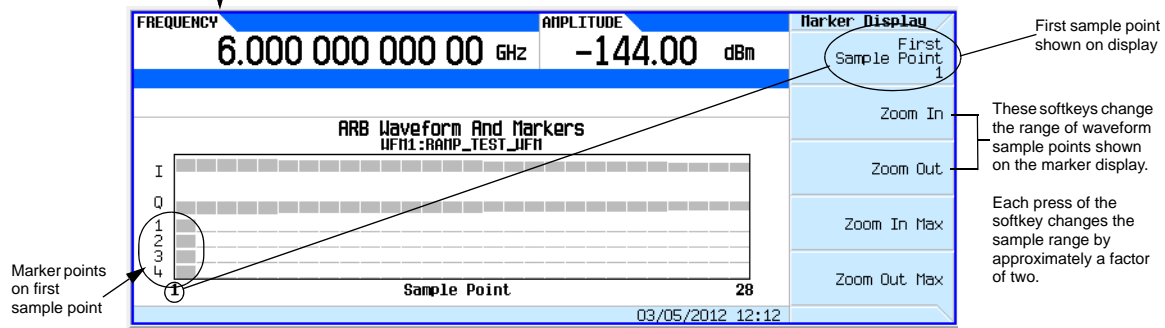 FREQUENCY
AMPLITUDE
6.000 000 000 00 GHz
-144.00 dBm
ARB Waveform And Markers
WFM1:RAMP_TEST_WFM
I
Q
1
2
3
4
1
Sample Point
28
03/05/2012 12:12
Marker Display
First
Sample Point
1
Zoom In
Zoom Out
Zoom In Max
Zoom Out Max
First sample point
shown on display
These softkeys change
the range of waveform
sample points shown
on the marker display.
Each press of the
softkey changes the
sample range by
approximately a factor
of two.
Marker points
on first
sample point